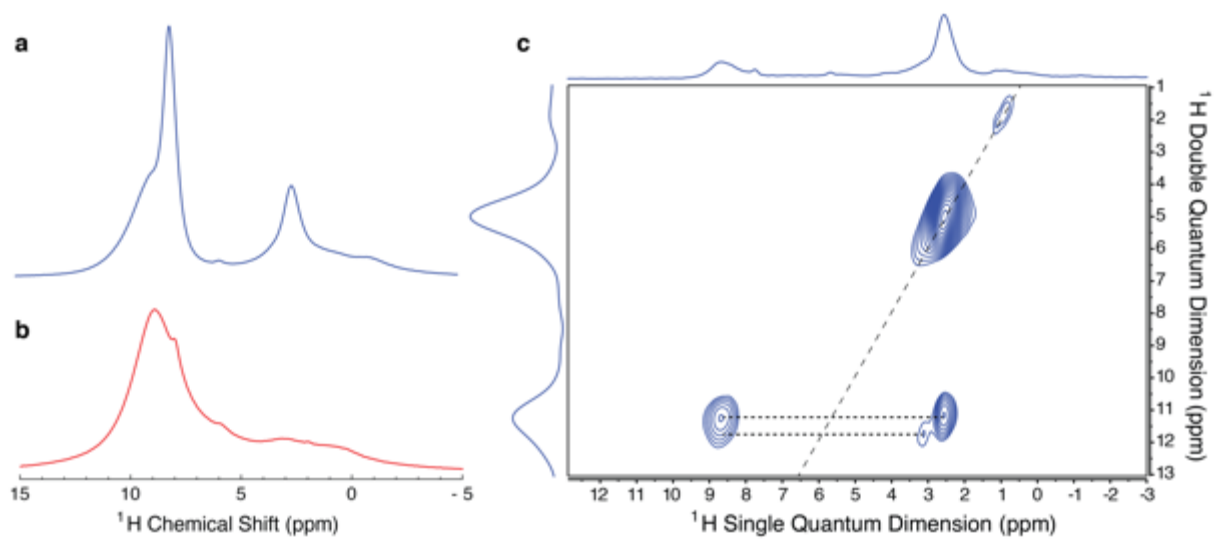 a
b
15 10 5 0 - 5
¹H Chemical Shift (ppm)
c
1
2
3
4
5
6
7
8
9
10
11
12
13
¹H Double Quantum Dimension (ppm)
12 11 10 9 8 7 6 5 4 3 2 1 0 -1 -2 -3
¹H Single Quantum Dimension (ppm)